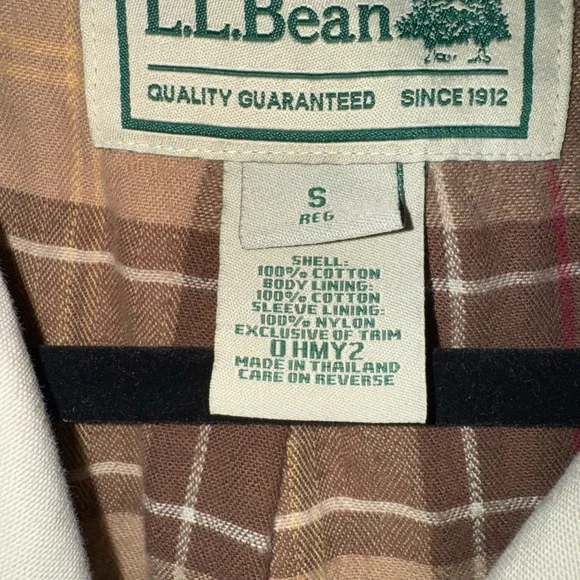 L.L.Bean
QUALITY GUARANTEED SINCE 1912
S
REG
SHELL:
100% COTTON
BODY LINING:
100% COTTON
SLEEVE LINING:
100% NYLON
EXCLUSIVE OF TRIM
0 HMY2
MADE IN THAILAND
CARE ON REVERSE